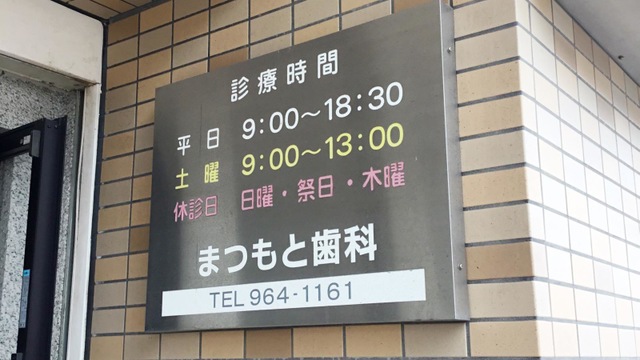 診療時間
平日 9:00～18:30
土曜 9:00～13:00
休診日 日曜・祭日・木曜
まつもと歯科
TEL 964-1161